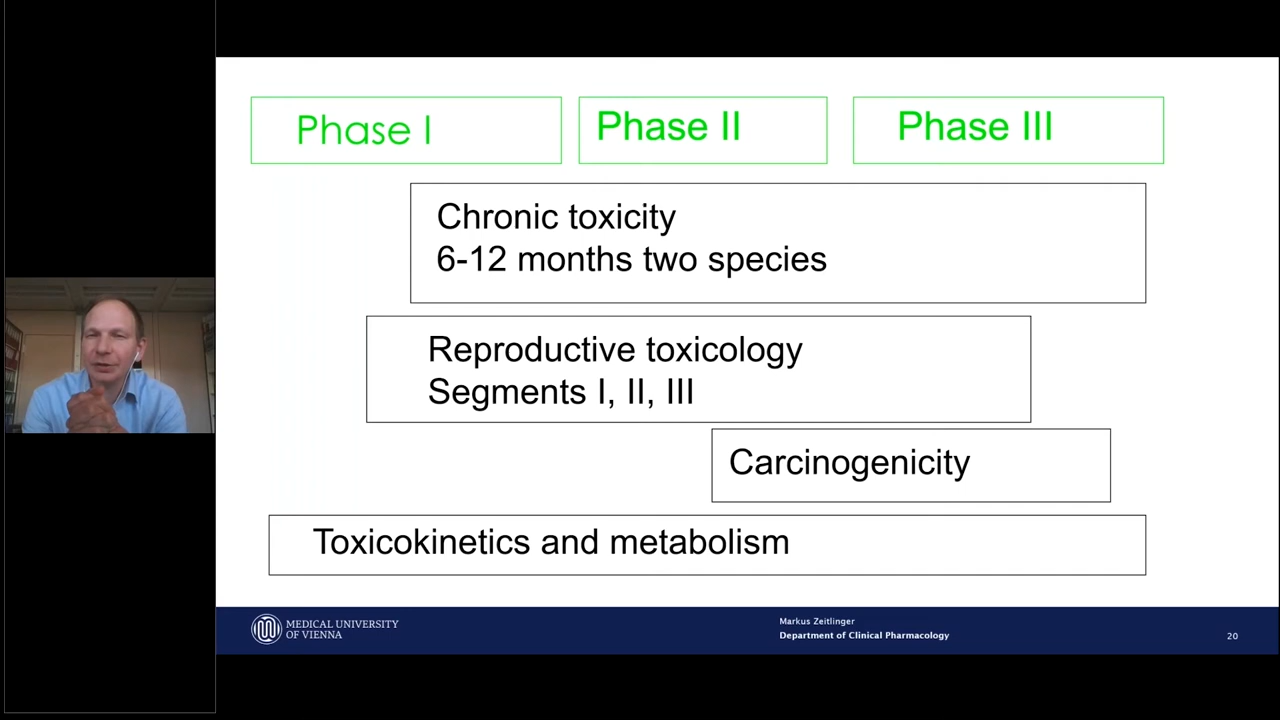 Phase I
Phase II
Phase III
Chronic toxicity
6-12 months two species
Reproductive toxicology
Segments I, II, III
Carcinogenicity
Toxicokinetics and metabolism
MEDICAL UNIVERSITY
OF VIENNA
Markus Zeitlinger
Department of Clinical Pharmacology
20